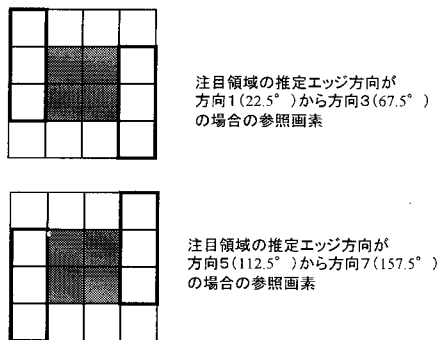 注目領域の推定エッジ方向が
方向1(22.5°)から方向3(67.5°)
の場合の参照画素
注目領域の推定エッジ方向が
方向5(112.5°)から方向7(157.5°)
の場合の参照画素